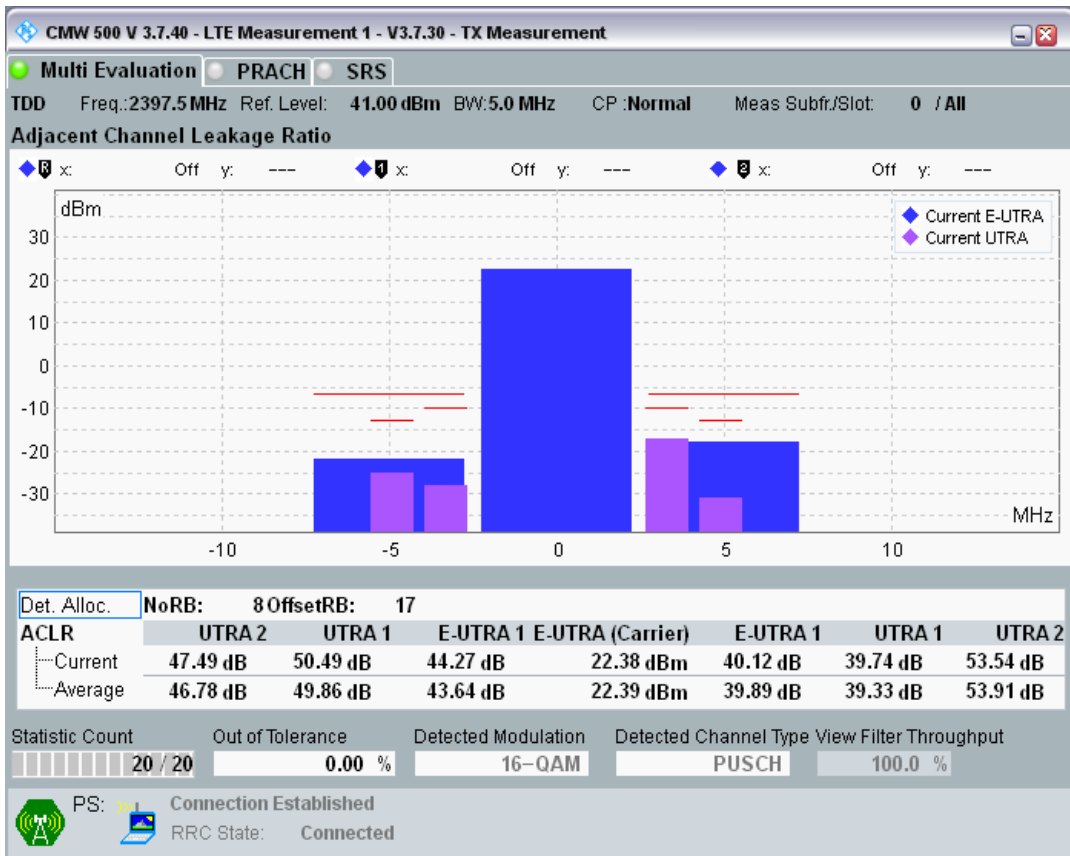 CMW 500 V 3.7.40 - LTE Measurement 1 - V3.7.30 - TX Measurement
Multi Evaluation PRACH SRS
TDD Freq.:2397.5 MHz Ref. Level: 41.00 dBm BW:5.0 MHz CP :Normal Meas Subfr./Slot: 0 / All
Adjacent Channel Leakage Ratio
R x: Off y: --- 1 x: Off y: --- 2 x: Off y: ---
dBm
Current E-UTRA
Current UTRA
30
20
10
0
-10
-20
-30
MHz
-10 -5 0 5 10
Det. Alloc. NoRB: 8 OffsetRB: 17
ACLR UTRA 2 UTRA 1 E-UTRA 1 E-UTRA (Carrier) E-UTRA 1 UTRA 1 UTRA 2
Current 47.49 dB 50.49 dB 44.27 dB 22.38 dBm 40.12 dB 39.74 dB 53.54 dB
Average 46.78 dB 49.86 dB 43.64 dB 22.39 dBm 39.89 dB 39.33 dB 53.91 dB
Statistic Count Out of Tolerance Detected Modulation Detected Channel Type View Filter Throughput
20 / 20 0.00 % 16-QAM PUSCH 100.0 %
PS: Connection Established
RRC State: Connected